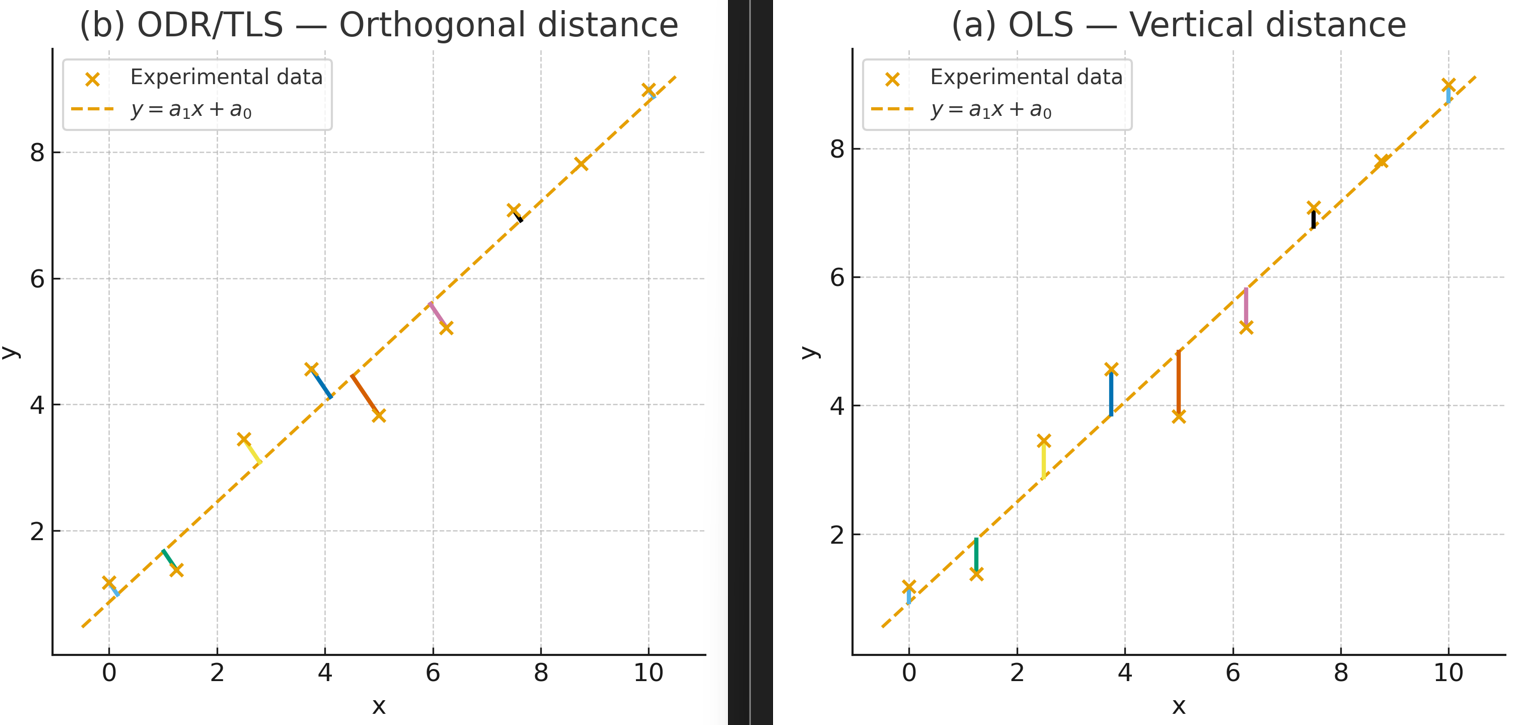 (b) ODR/TLS — Orthogonal distance
Experimental data
y = a₁x + a₀
y
8
6
4
2
0 2 4 6 8 10
x
(a) OLS — Vertical distance
Experimental data
y = a₁x + a₀
y
8
6
4
2
0 2 4 6 8 10
x